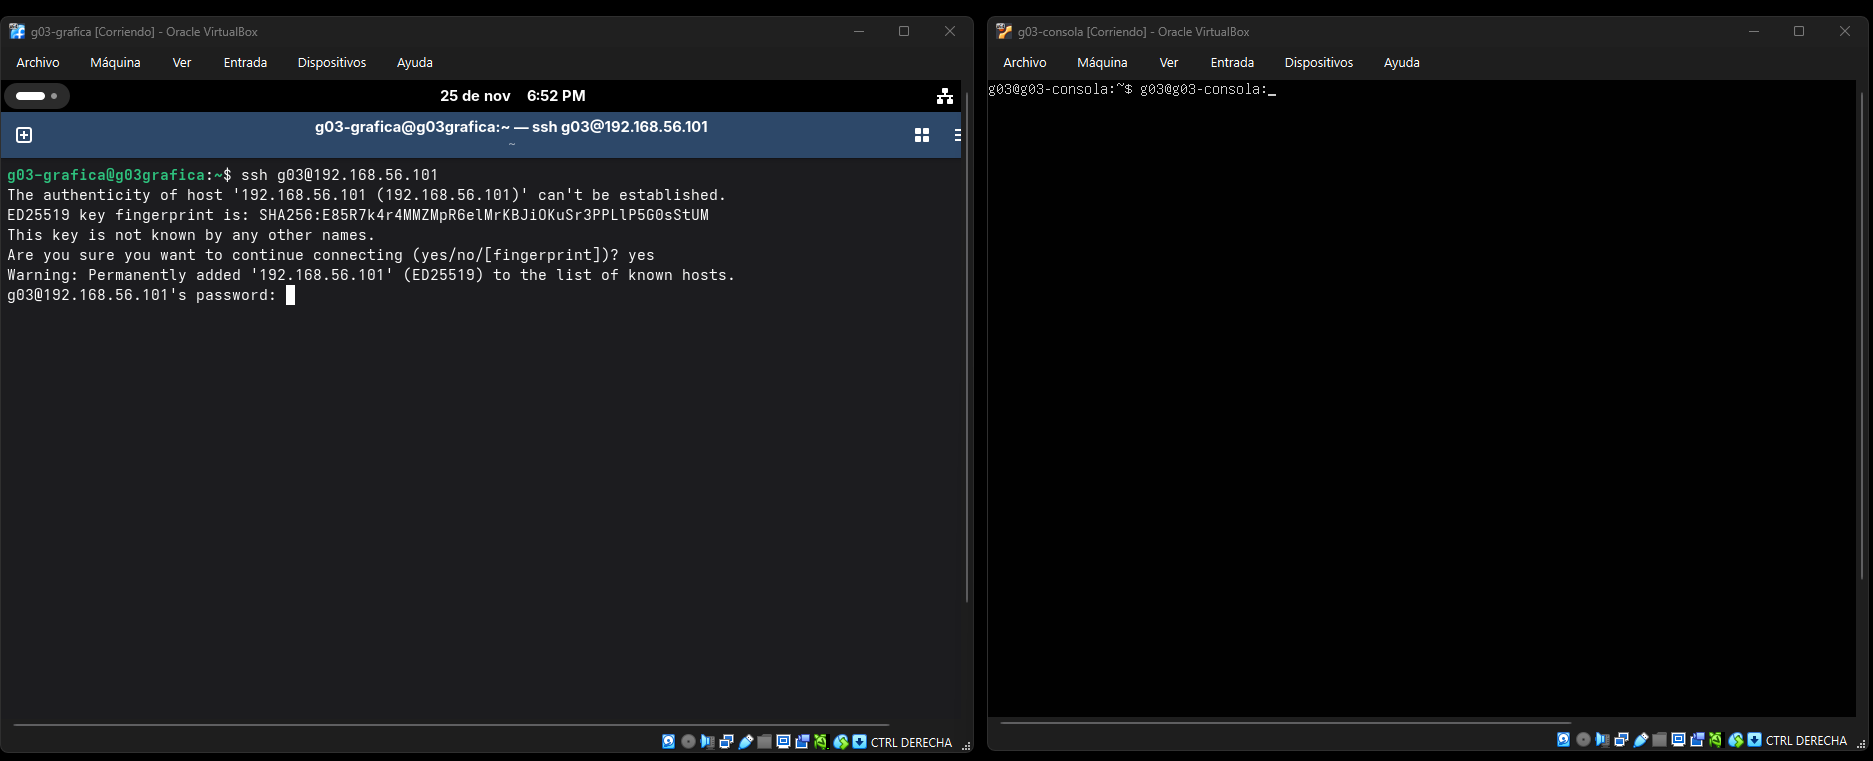 g03-grafica [Corriendo] - Oracle VirtualBox
Archivo Máquina Ver Entrada Dispositivos Ayuda
25 de nov 6:52 PM
g03-grafica@g03grafica:~ — ssh g03@192.168.56.101
~
g03-grafica@g03grafica:~$ ssh g03@192.168.56.101
The authenticity of host '192.168.56.101 (192.168.56.101)' can't be established.
ED25519 key fingerprint is: SHA256:E85R7k4r4MMZMpR6elMrKBJiOKuSr3PPLlP5G0sStUM
This key is not known by any other names.
Are you sure you want to continue connecting (yes/no/[fingerprint])? yes
Warning: Permanently added '192.168.56.101' (ED25519) to the list of known hosts.
g03@192.168.56.101's password:
CTRL DERECHA
g03-consola [Corriendo] - Oracle VirtualBox
Archivo Máquina Ver Entrada Dispositivos Ayuda
g03@g03-consola:~$ g03@g03-consola:_
CTRL DERECHA